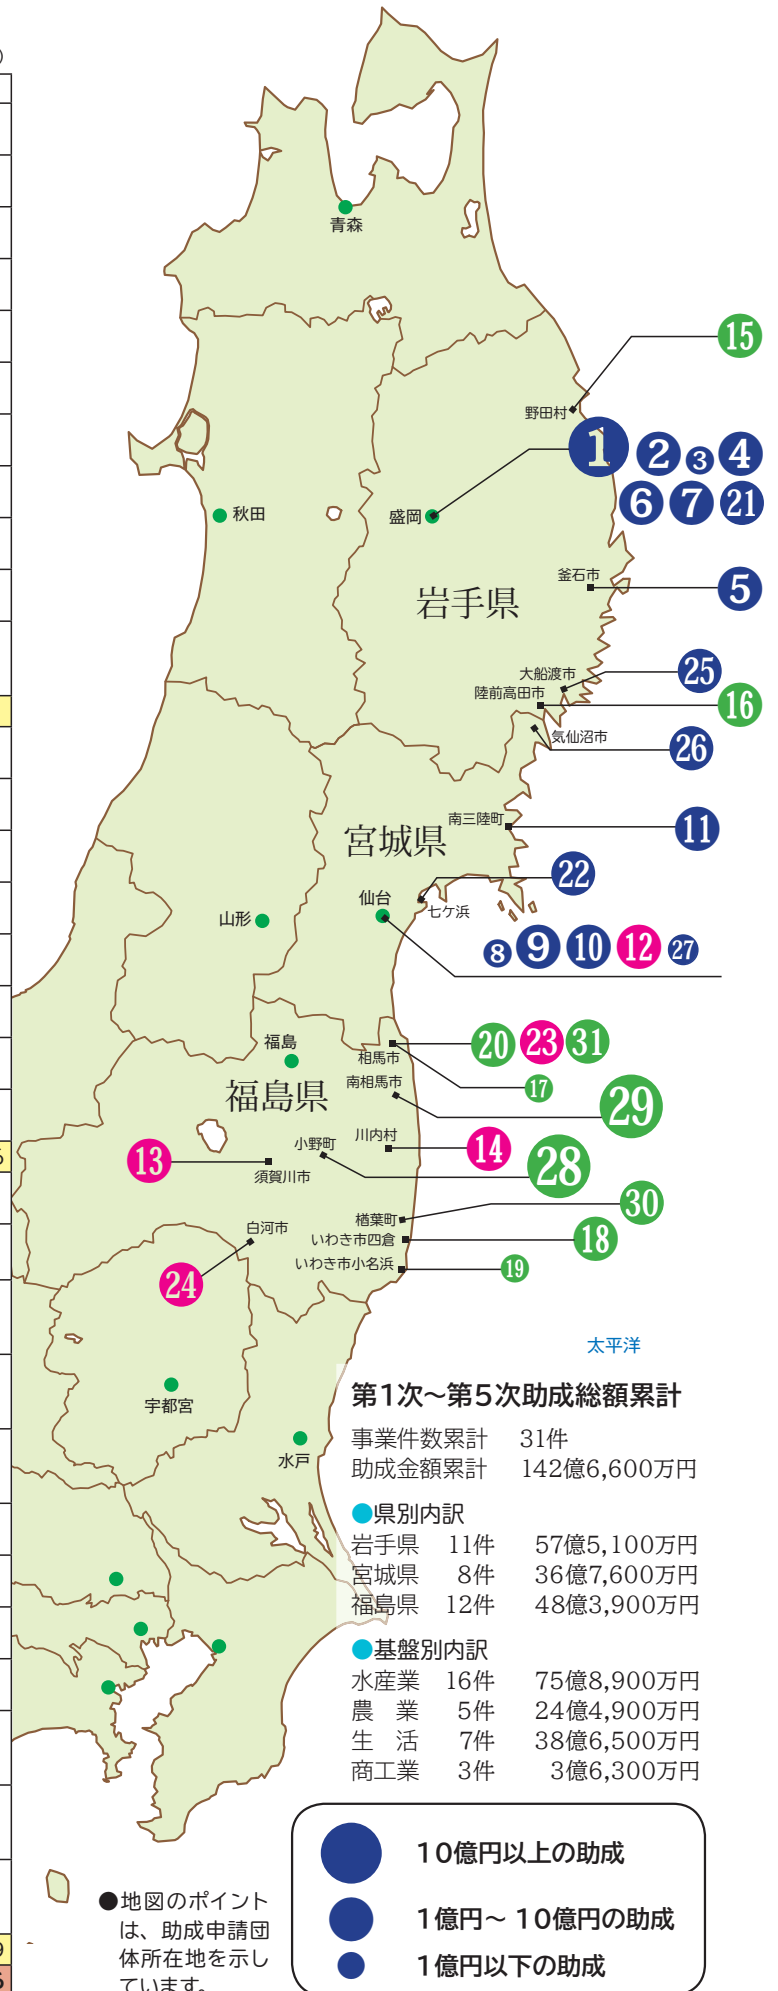 )
青森
15
野田村
1 2 3 4
秋田
盛岡
6 7 21
釜石市
5
岩手県
大船渡市
25
陸前高田市
16
気仙沼市
26
南三陸町
11
宮城県
22
仙台
七ケ浜
山形
8 9 10 12 27
福島
20 23 31
相馬市
17
南相馬市
29
福島県
川内村
小野町
14
13
須賀川市
28
楢葉町
30
白河市
いわき市四倉
18
いわき市小名浜
19
24
太平洋
宇都宮
水戸
第1次～第5次助成総額累計
事業件数累計 31件
助成金額累計 142億6,600万円
●県別内訳
岩手県 11件 57億5,100万円
宮城県 8件 36億7,600万円
福島県 12件 48億3,900万円
●基盤別内訳
水産業 16件 75億8,900万円
農 業 5件 24億4,900万円
生 活 7件 38億6,500万円
商工業 3件 3億6,300万円
10億円以上の助成
1億円～10億円の助成
1億円以下の助成
●地図のポイント
は、助成申請団
体所在地を示し
ています。